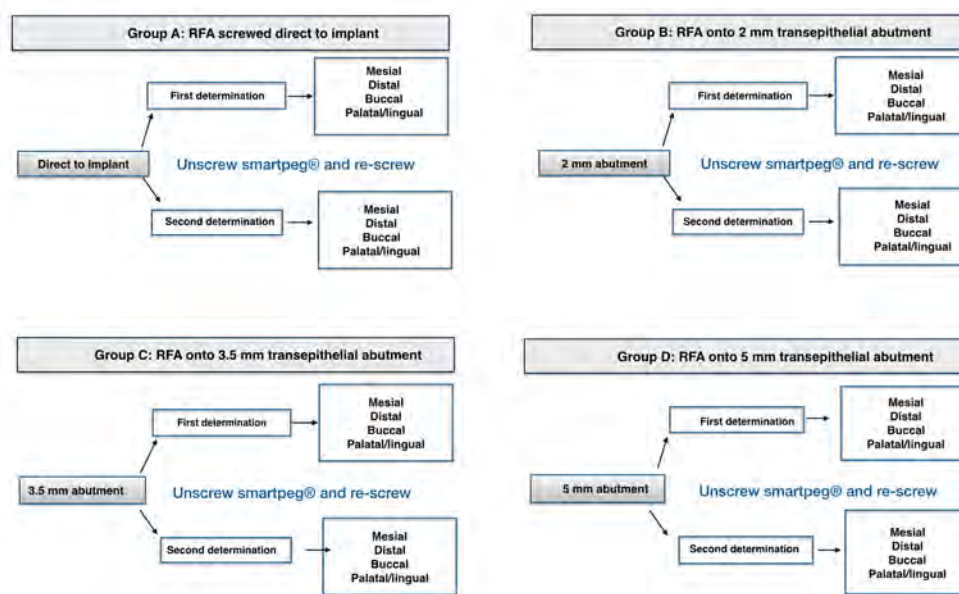 Group A: RFA screwed direct to implant
First determination
Mesial
Distal
Buccal
Palatal/lingual
Direct to Implant
Unscrew smartpeg® and re-screw
Second determination
Mesial
Distal
Buccal
Palatal/lingual
Group B: RFA onto 2 mm transepithelial abutment
First determination
Mesial
Distal
Buccal
Palatal/lingual
2 mm abutment
Unscrew smartpeg® and re-screw
Second determination
Mesial
Distal
Buccal
Palatal/lingual
Group C: RFA onto 3.5 mm transepithelial abutment
First determination
Mesial
Distal
Buccal
Palatal/lingual
3.5 mm abutment
Unscrew smartpeg® and re-screw
Second determination
Mesial
Distal
Buccal
Palatal/lingual
Group D: RFA onto 5 mm transepithelial abutment
First determination
Mesial
Distal
Buccal
Palatal/lingual
5 mm abutment
Unscrew smartpeg® and re-screw
Second determination
Mesial
Distal
Buccal
Palatal/lingual